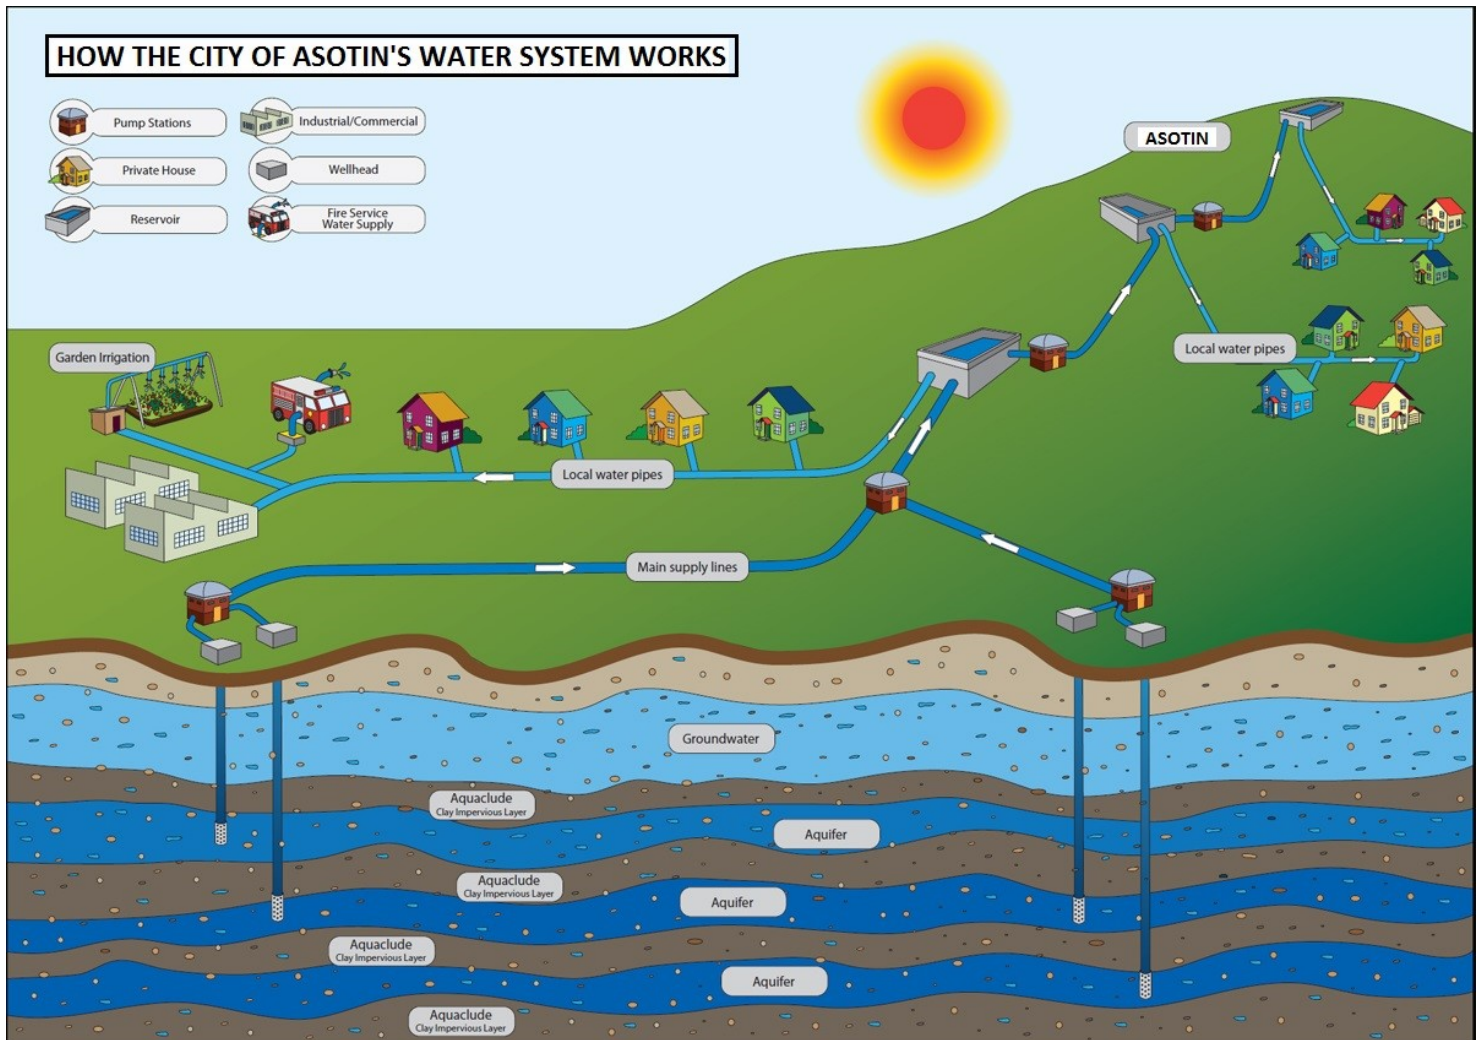 HOW THE CITY OF ASOTIN'S WATER SYSTEM WORKS
Pump Stations
Industrial/Commercial
Private House
Wellhead
Reservoir
Fire Service
Water Supply
ASOTIN
Garden Irrigation
Local water pipes
Local water pipes
Main supply lines
Groundwater
Aquaclude
Clay Impervious Layer
Aquifer
Aquaclude
Clay Impervious Layer
Aquifer
Aquaclude
Clay Impervious Layer
Aquifer
Aquaclude
Clay Impervious Layer